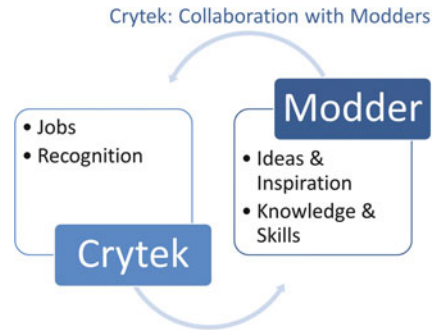 Crytek: Collaboration with Modders
• Jobs
• Recognition
Crytek
Modder
• Ideas &
Inspiration
• Knowledge &
Skills